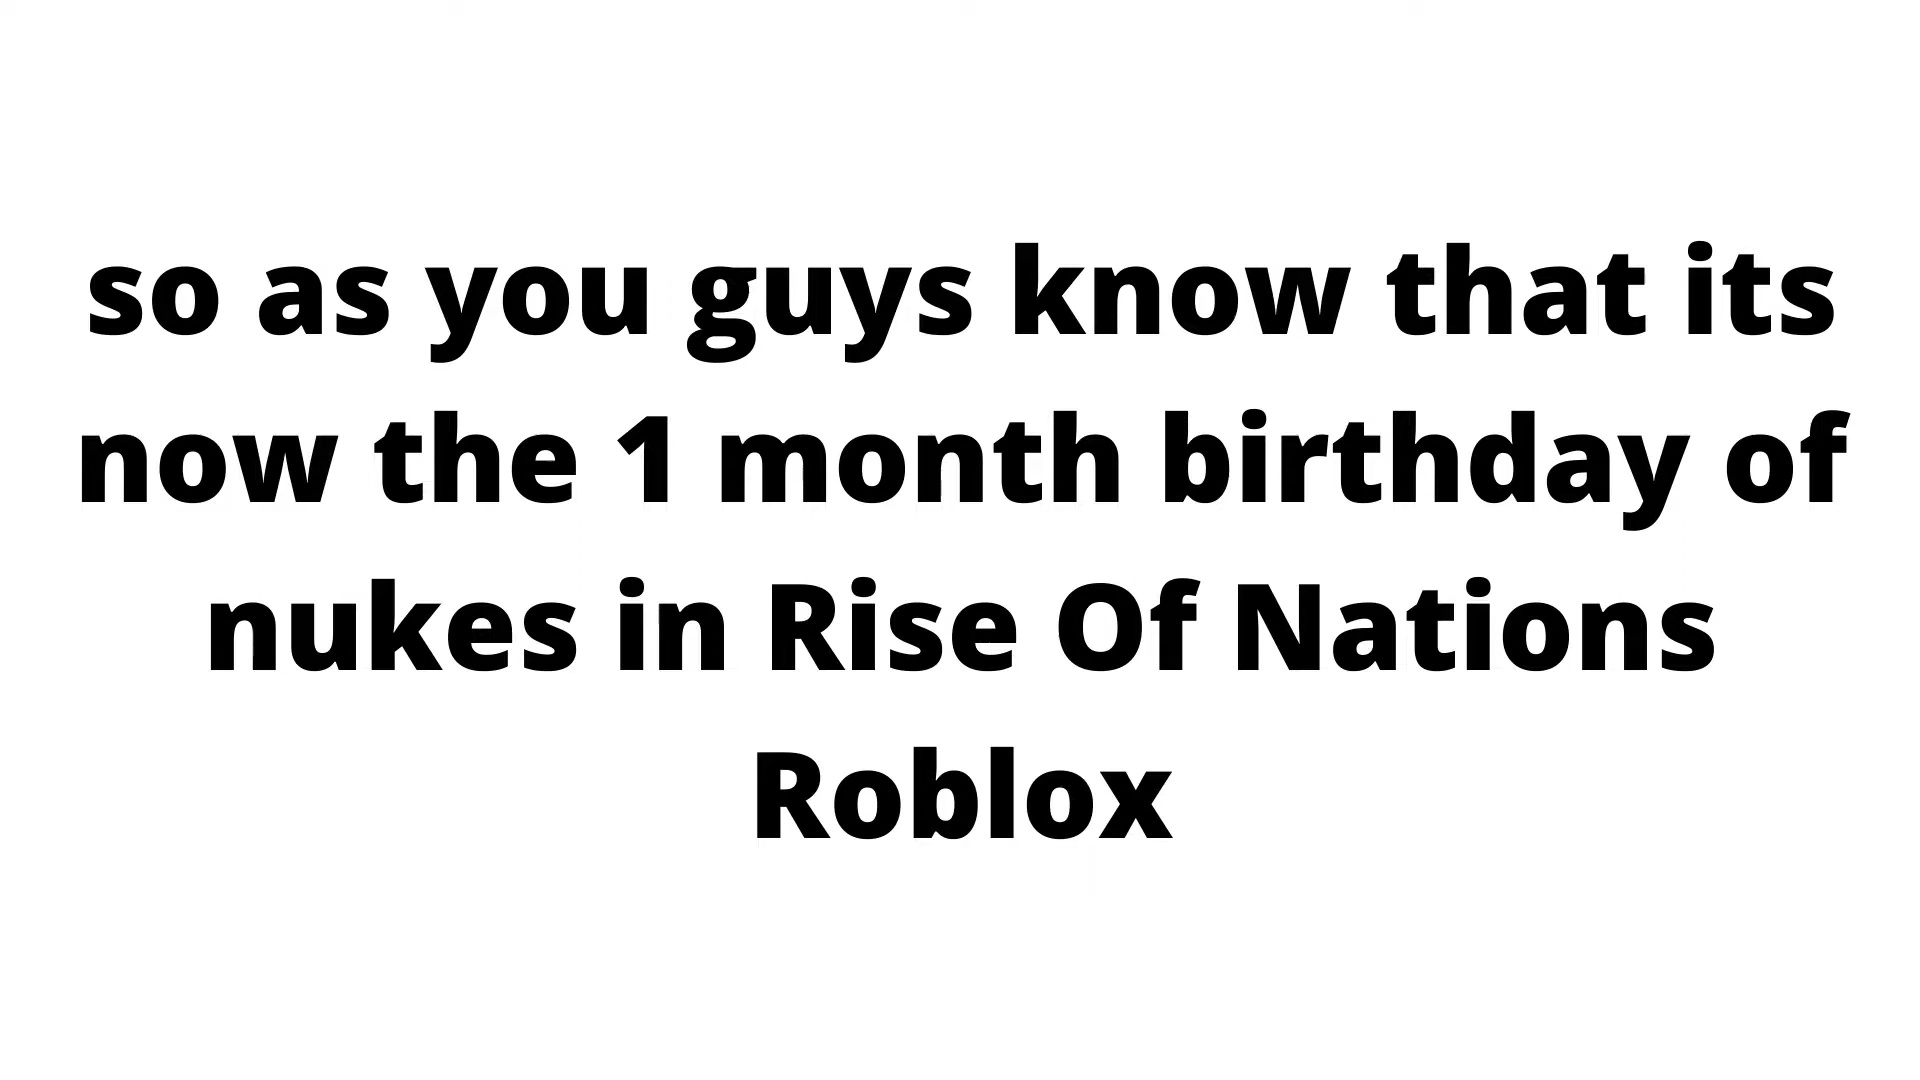 so as you guys know that its
now the 1 month birthday of
nukes in Rise Of Nations
Roblox